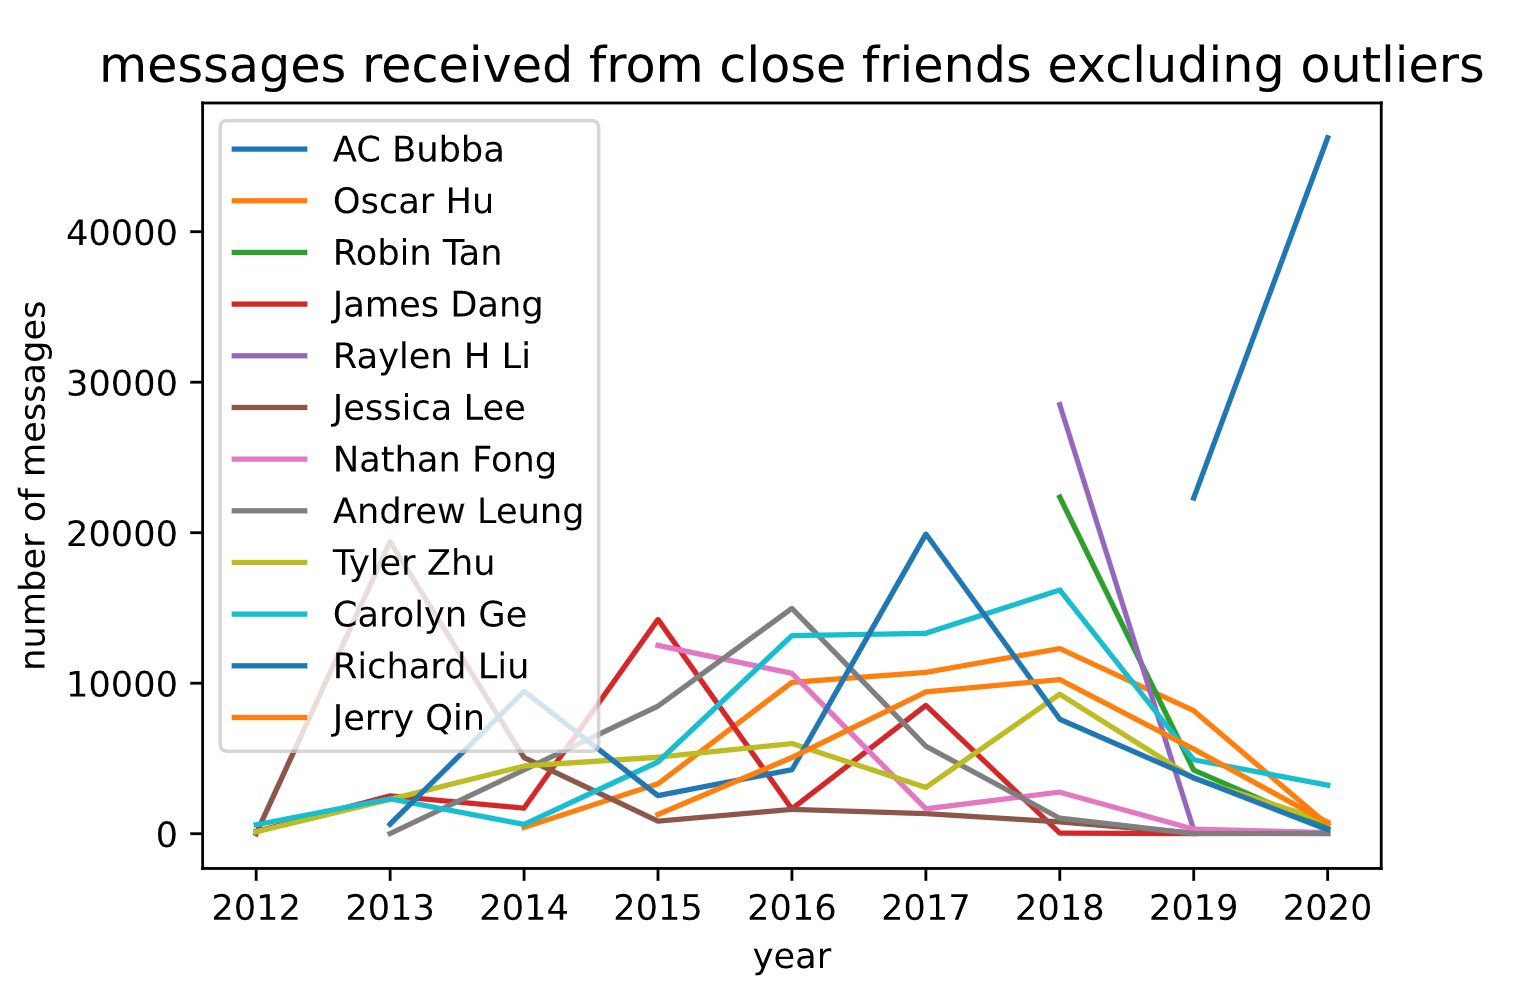 messages received from close friends excluding outliers
AC Bubba
Oscar Hu
Robin Tan
James Dang
Raylen H Li
Jessica Lee
Nathan Fong
Andrew Leung
Tyler Zhu
Carolyn Ge
Richard Liu
Jerry Qin
number of messages
40000
30000
20000
10000
0
2012 2013 2014 2015 2016 2017 2018 2019 2020
year